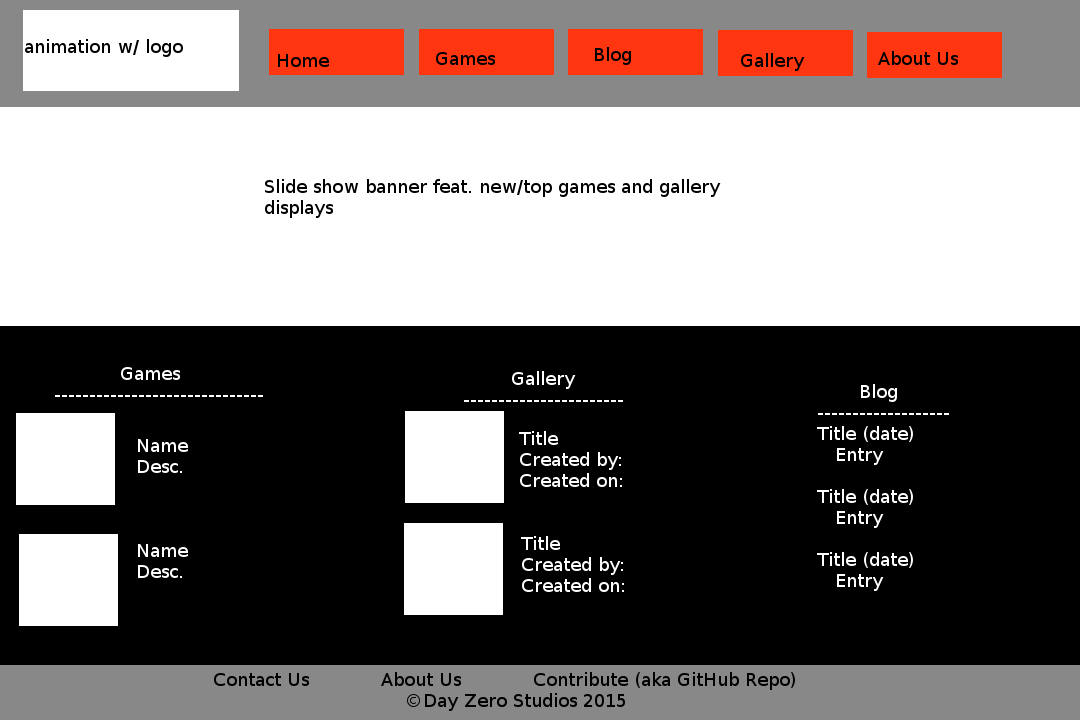 animation w/ logo
Home
Games
Blog
Gallery
About Us
Slide show banner feat. new/top games and gallery
displays
Games
------------------------------
Name
Desc.
Name
Desc.
Gallery
-----------------------
Title
Created by:
Created on:
Title
Created by:
Created on:
Blog
-------------------
Title (date)
Entry
Title (date)
Entry
Title (date)
Entry
Contact Us
About Us
Contribute (aka GitHub Repo)
©Day Zero Studios 2015